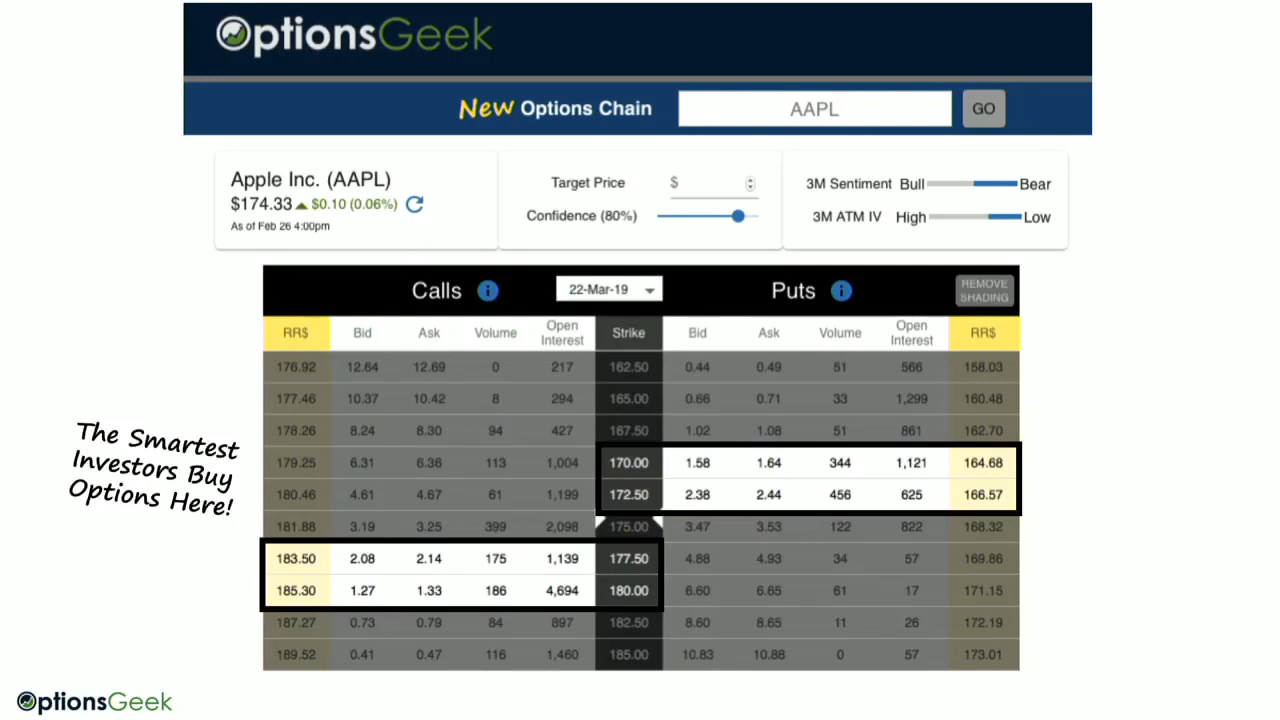 OptionsGeek
New Options Chain AAPL GO
Apple Inc. (AAPL)
$174.33 $0.10 (0.06%)
As of Feb 26 4:00pm
Target Price $
Confidence (80%)
3M Sentiment Bull Bear
3M ATM IV High Low
Calls i 22-Mar-19 Puts i REMOVE SHADING
RR$ Bid Ask Volume Open Interest Strike Bid Ask Volume Open Interest RR$
176.92 12.64 12.69 0 217 162.50 0.44 0.49 51 566 158.03
177.46 10.37 10.42 8 294 165.00 0.66 0.71 33 1,299 160.48
178.26 8.24 8.30 94 427 167.50 1.02 1.08 51 861 162.70
179.25 6.31 6.36 113 1,004 170.00 1.58 1.64 344 1,121 164.68
180.46 4.61 4.67 61 1,199 172.50 2.38 2.44 456 625 166.57
181.88 3.19 3.25 399 2,098 175.00 3.47 3.53 122 822 168.32
183.50 2.08 2.14 175 1,139 177.50 4.88 4.93 34 57 169.86
185.30 1.27 1.33 186 4,694 180.00 6.60 6.65 61 17 171.15
187.27 0.73 0.79 84 897 182.50 8.60 8.65 11 26 172.19
189.52 0.41 0.47 116 1,460 185.00 10.83 10.88 0 57 173.01
The Smartest
Investors Buy
Options Here!
OptionsGeek